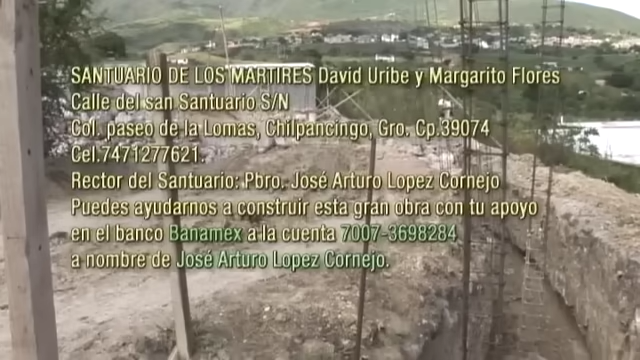 SANTUARIO DE LOS MARTIRES David Uribe y Margarito Flores
Calle del san Santuario S/N
Col. paseo de la Lomas, Chilpancingo, Gro. Cp.39074
Cel.7471277621.
Rector del Santuario: Pbro. José Arturo Lopez Cornejo
Puedes ayudarnos a construir esta gran obra con tu apoyo
en el banco Banamex a la cuenta 7007-3698284
a nombre de José Arturo Lopez Cornejo.